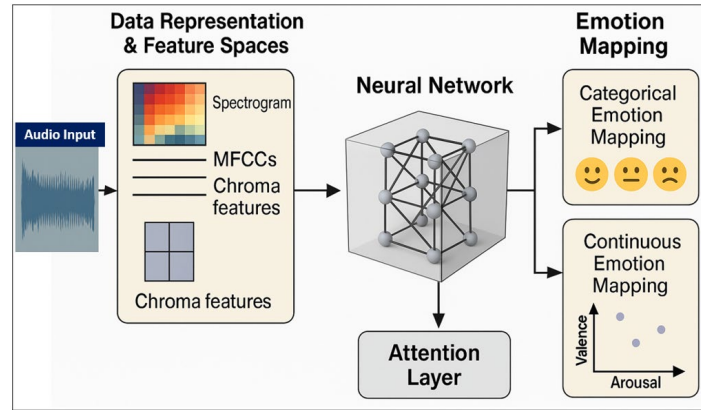 Data Representation
& Feature Spaces
Audio Input
Spectrogram
MFCCs
Chroma
features
Chroma features
Neural Network
Attention
Layer
Emotion
Mapping
Categorical
Emotion
Mapping
Continuous
Emotion
Mapping
Valence
Arousal